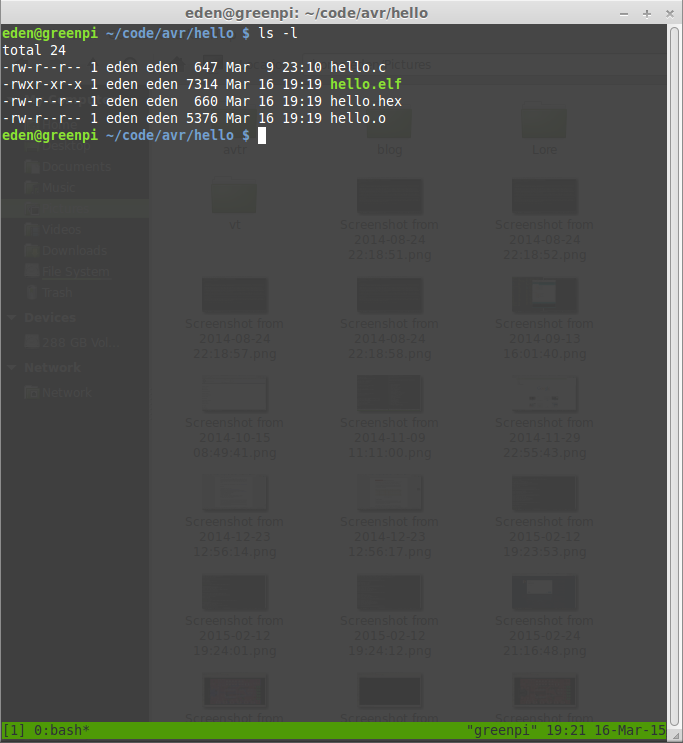 eden@greenpi: ~/code/avr/hello
eden@greenpi ~/code/avr/hello $ ls -l
total 24
-rw-r--r-- 1 eden eden  647 Mar  9 23:10 hello.c
-rwxr-xr-x 1 eden eden 7314 Mar 16 19:19 hello.elf
-rw-r--r-- 1 eden eden  660 Mar 16 19:19 hello.hex
-rw-r--r-- 1 eden eden 5376 Mar 16 19:19 hello.o
eden@greenpi ~/code/avr/hello $
Pictures
Desktop
Documents
Music
Videos
Downloads
File System
Trash
Devices
288 GB Vol...
Network
Network
avtr
blog
Lore
vt
Screenshot from
2014-08-24
22:18:51.png
Screenshot from
2014-08-24
22:18:52.png
Screenshot from
2014-08-24
22:18:57.png
Screenshot from
2014-08-24
22:18:58.png
Screenshot from
2014-09-13
16:01:40.png
Screenshot from
2014-10-15
08:49:41.png
Screenshot from
2014-11-09
11:11:00.png
Screenshot from
2014-11-29
22:55:43.png
Screenshot from
2014-12-23
12:56:14.png
Screenshot from
2014-12-23
12:56:17.png
Screenshot from
2015-02-12
19:23:53.png
Screenshot from
2015-02-12
19:24:01.png
Screenshot from
2015-02-12
19:24:12.png
Screenshot from
2015-02-24
21:16:48.png
Screenshot from
Screenshot from
Screenshot from
[1] 0:bash*
"greenpi" 19:21 16-Mar-15